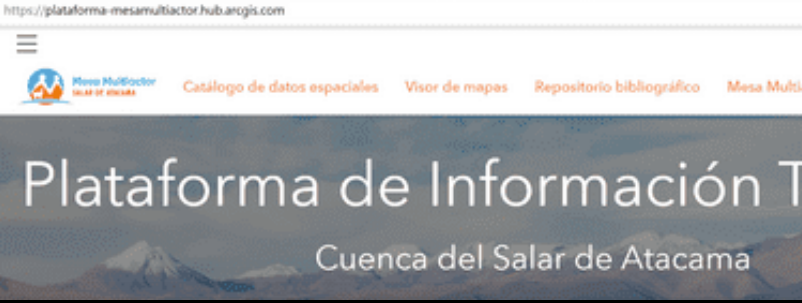 https://plataforma-mesamultiactor.hub.arcgis.com
Mesa Multiactor
SALAR DE ATACAMA
Catálogo de datos espaciales Visor de mapas Repositorio bibliográfico Mesa Multia
Plataforma de Información T
Cuenca del Salar de Atacama